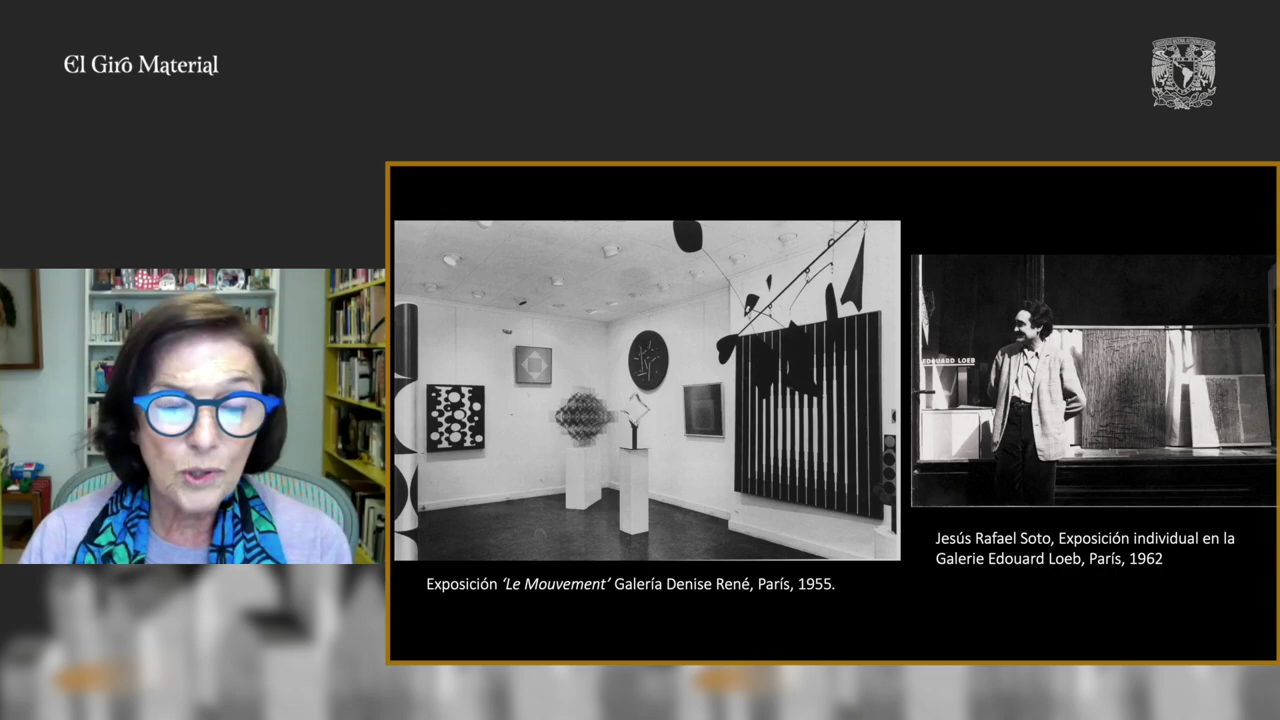 El Giro Material
EDOUARD LOEB
Exposición ‘Le Mouvement’ Galería Denise René, París, 1955.
Jesús Rafael Soto, Exposición individual en la
Galerie Edouard Loeb, París, 1962